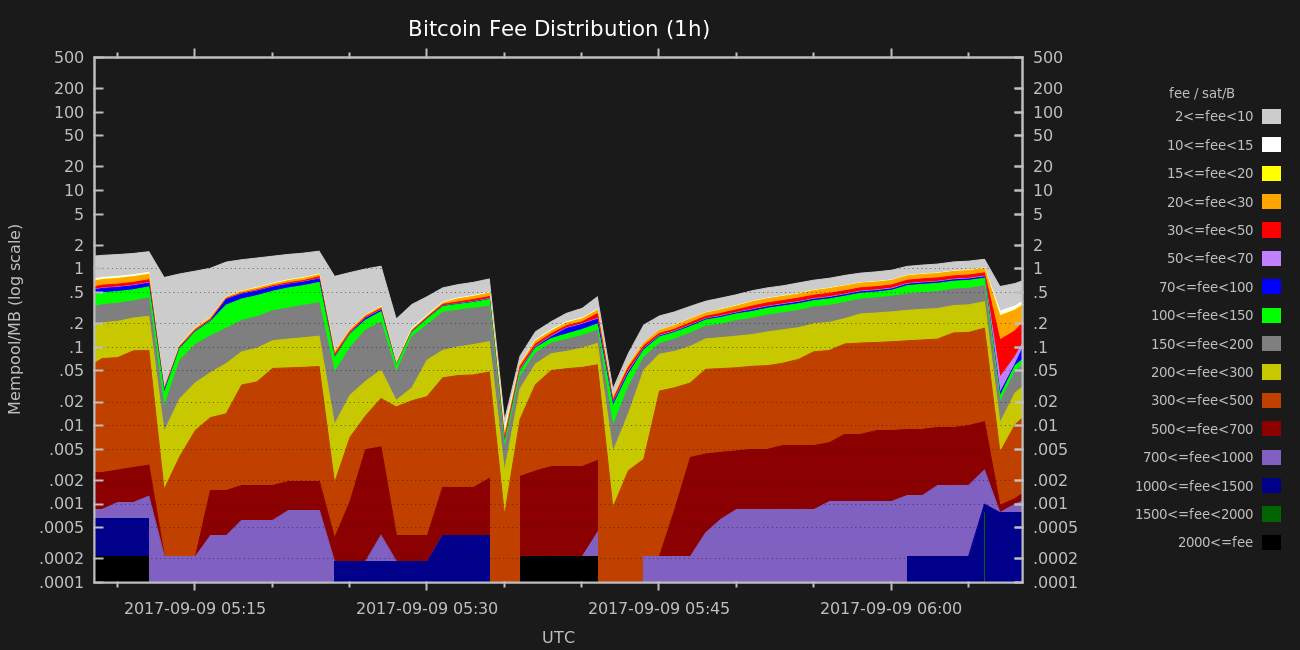 Bitcoin Fee Distribution (1h)
500
200
100
50
20
10
5
2
1
.5
.2
.1
.05
.02
.01
.005
.002
.001
.0005
.0002
.0001
Mempool/MB (log scale)
500
200
100
50
20
10
5
2
1
.5
.2
.1
.05
.02
.01
.005
.002
.001
.0005
.0002
.0001
2017-09-09 05:15
2017-09-09 05:30
2017-09-09 05:45
2017-09-09 06:00
UTC
fee / sat/B
2<=fee<10
10<=fee<15
15<=fee<20
20<=fee<30
30<=fee<50
50<=fee<70
70<=fee<100
100<=fee<150
150<=fee<200
200<=fee<300
300<=fee<500
500<=fee<700
700<=fee<1000
1000<=fee<1500
1500<=fee<2000
2000<=fee